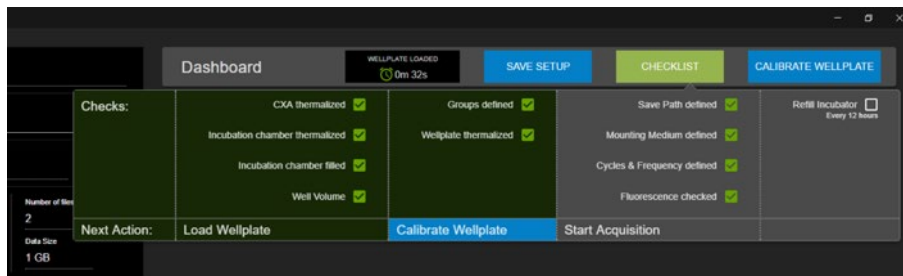 WELLPLATE LOADED
Dashboard
0m 32s
SAVE SETUP
CHECKLIST
CALIBRATE WELLPLATE
Checks:
CXA thermalized
Groups defined
Save Path defined
Refill Incubator
Every 12 hours
Incubation chamber thermalized
Wellplate thermalized
Mounting Medium defined
Incubation chamber filled
Cycles & Frequency defined
Well Volume
Fluorescence checked
Number of files
2
Next Action:
Load Wellplate
Calibrate Wellplate
Start Acquisition
Data Size
1 GB